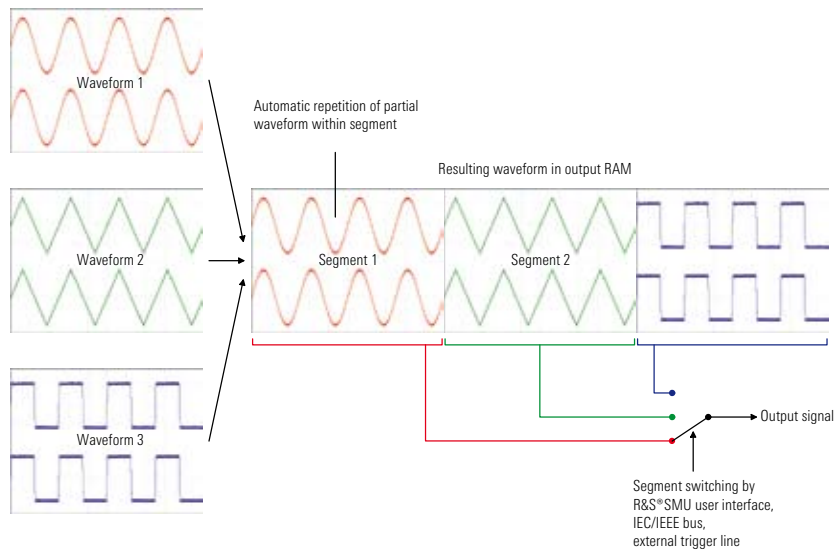 Waveform 1
Automatic repetition of partial
waveform within segment
Resulting waveform in output RAM
Waveform 2
Segment 1
Segment 2
Waveform 3
Output signal
Segment switching by
R&S®SMU user interface,
IEC/IEEE bus,
external trigger line